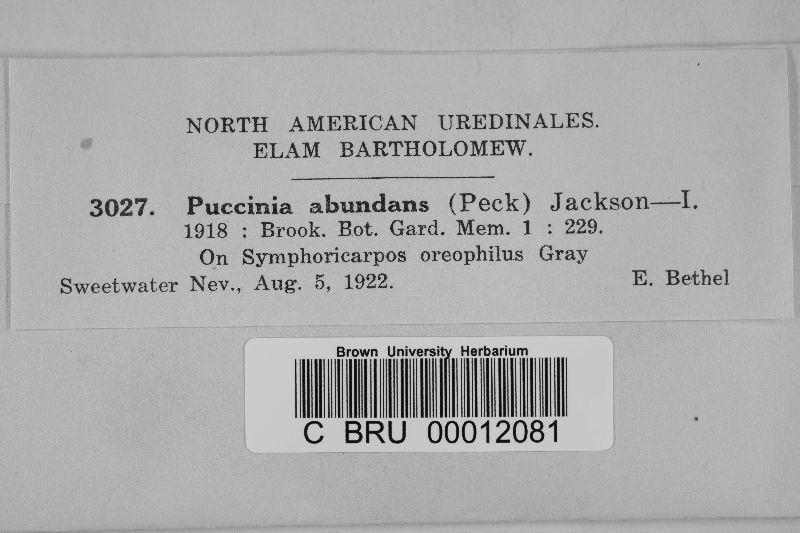 NORTH AMERICAN UREDINALES.
ELAM BARTHOLOMEW.
3027. Puccinia abundans (Peck) Jackson—I.
1918 : Brook. Bot. Gard. Mem. 1 : 229.
On Symphoricarpos oreophilus Gray
Sweetwater Nev., Aug. 5, 1922. E. Bethel
Brown University Herbarium
C BRU 00012081